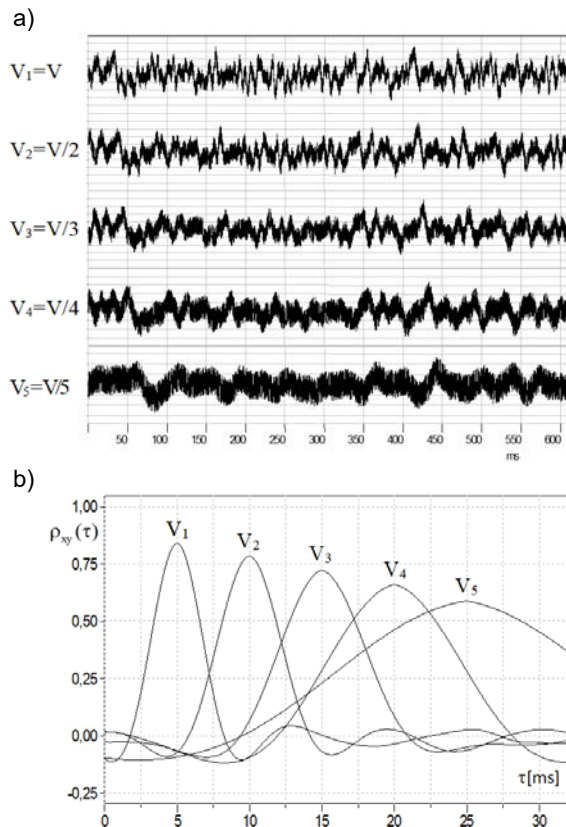 a)
V₁=V
V₂=V/2
V₃=V/3
V₄=V/4
V₅=V/5
50 100 150 200 250 300 350 400 450 500 550 600
ms
b)
1,00
ρxy(τ)
V₁
V₂
V₃
V₄
V₅
0,75
0,50
0,25
0,00
-0,25
τ[ms]
0 5 10 15 20 25 30